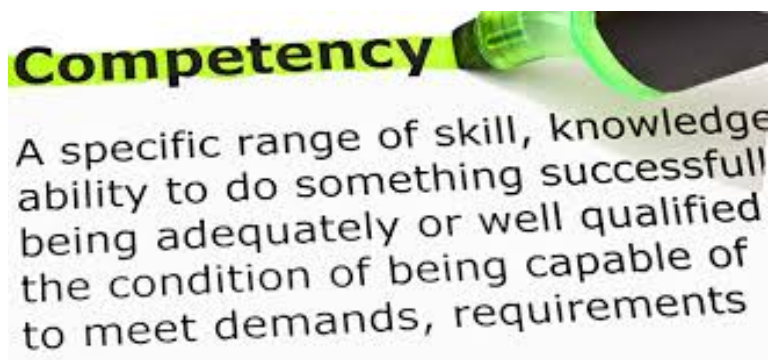 Competency
A specific range of skill, knowledge
ability to do something successfull
being adequately or well qualified
the condition of being capable of
to meet demands, requirements